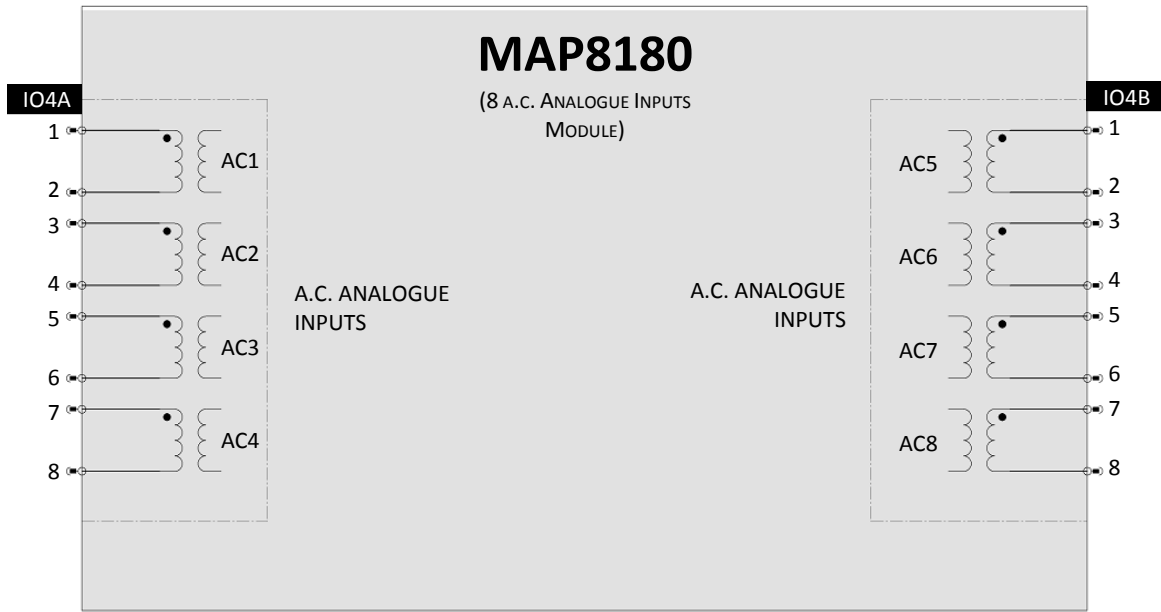 MAP8180
(8 A.C. ANALOGUE INPUTS
MODULE)
IO4A
1
2
3
4
5
6
7
8
AC1
AC2
AC3
AC4
A.C. ANALOGUE
INPUTS
A.C. ANALOGUE
INPUTS
AC5
AC6
AC7
AC8
IO4B
1
2
3
4
5
6
7
8